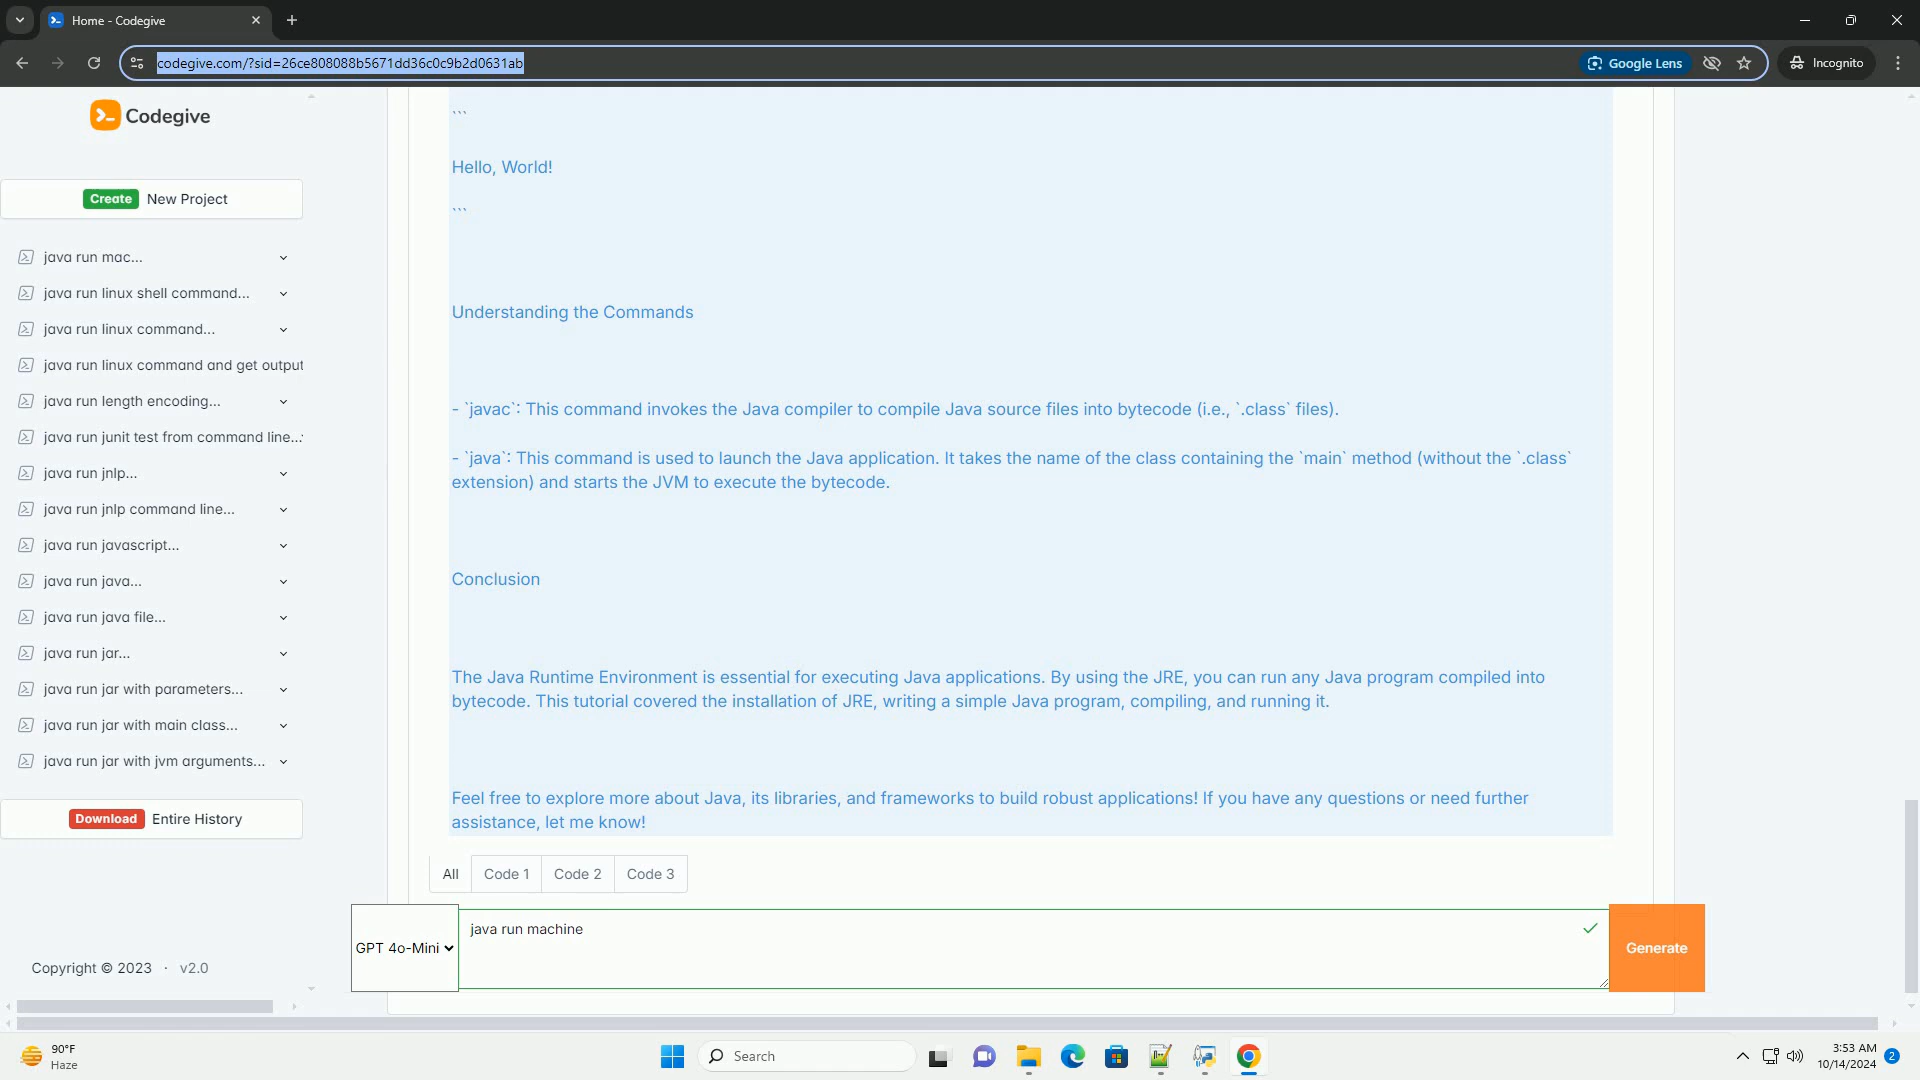 Home - Codegive
codegive.com/?sid=26ce808088b5671dd36c0c9b2d0631ab
Google Lens
Incognito
Codegive
Create New Project
java run mac...
java run linux shell command...
java run linux command...
java run linux command and get output
java run length encoding...
java run junit test from command line...
java run jnlp...
java run jnlp command line...
java run javascript...
java run java...
java run java file...
java run jar...
java run jar with parameters...
java run jar with main class...
java run jar with jvm arguments...
Download Entire History
Copyright © 2023 · v2.0
```
Hello, World!
```
Understanding the Commands
- `javac`: This command invokes the Java compiler to compile Java source files into bytecode (i.e., `.class` files).
- `java`: This command is used to launch the Java application. It takes the name of the class containing the `main` method (without the `.class`
extension) and starts the JVM to execute the bytecode.
Conclusion
The Java Runtime Environment is essential for executing Java applications. By using the JRE, you can run any Java program compiled into
bytecode. This tutorial covered the installation of JRE, writing a simple Java program, compiling, and running it.
Feel free to explore more about Java, its libraries, and frameworks to build robust applications! If you have any questions or need further
assistance, let me know!
All Code 1 Code 2 Code 3
GPT 4o-Mini
java run machine
Generate
90°F
Haze
Search
3:53 AM
10/14/2024
2